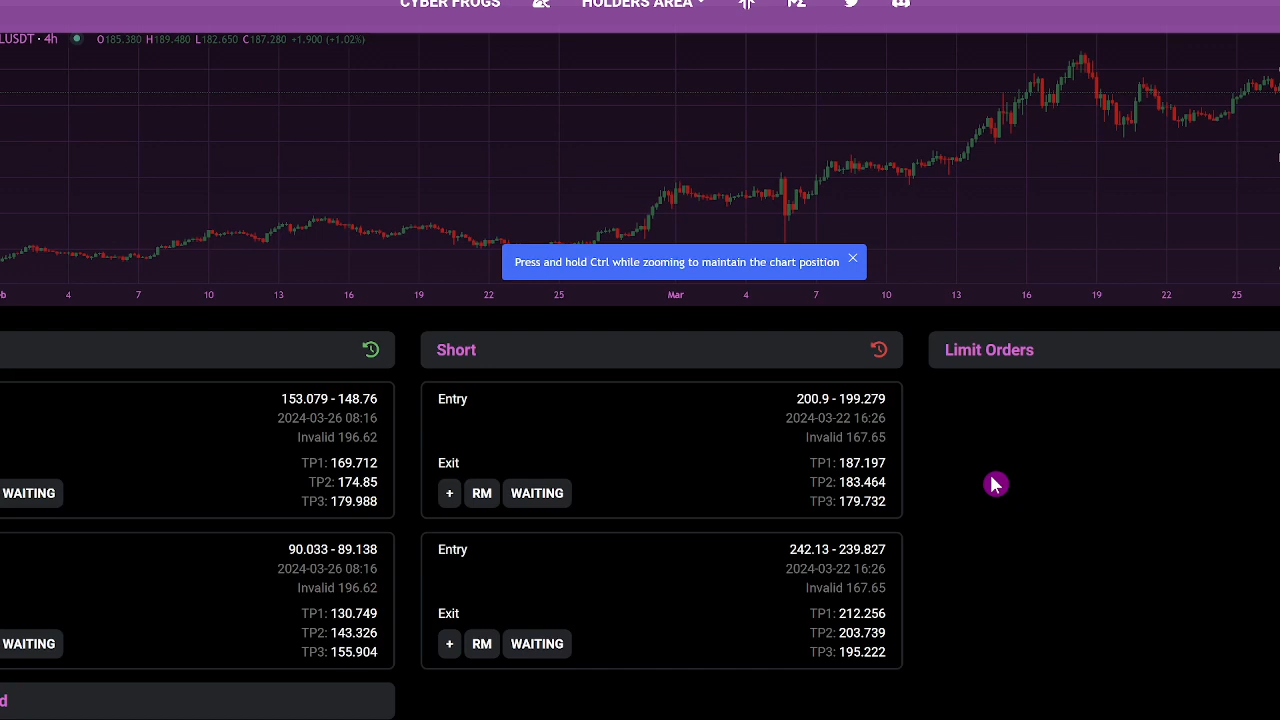 CYBER FROGS HOLDERS AREA
LUSDT · 4h O185.380 H189.480 L182.650 C187.280 +1.900 (+1.02%)
Press and hold Ctrl while zooming to maintain the chart position
eb 4 7 10 13 16 19 22 25 Mar 4 7 10 13 16 19 22 25
Short
Limit Orders
153.079 - 148.76
2024-03-26 08:16
Invalid 196.62
TP1: 169.712
TP2: 174.85
WAITING
TP3: 179.988
Entry 200.9 - 199.279
2024-03-22 16:26
Invalid 167.65
Exit TP1: 187.197
TP2: 183.464
+ RM WAITING
TP3: 179.732
90.033 - 89.138
2024-03-26 08:16
Invalid 196.62
TP1: 130.749
TP2: 143.326
WAITING
TP3: 155.904
Entry 242.13 - 239.827
2024-03-22 16:26
Invalid 167.65
Exit TP1: 212.256
TP2: 203.739
+ RM WAITING
TP3: 195.222
d